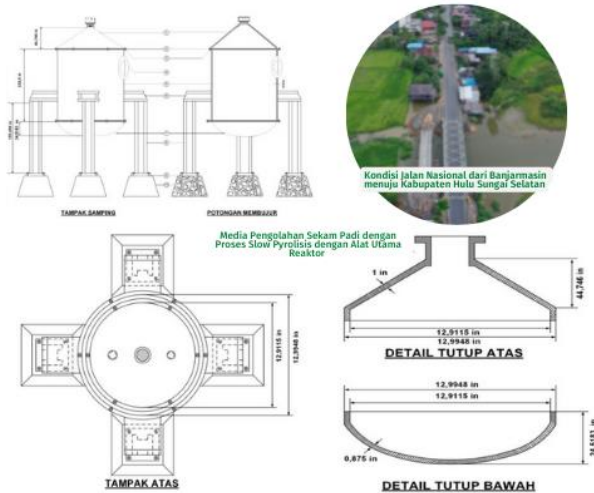 TAMPAK SAMPING
POTONGAN MEMBUJUR
Kondisi Jalan Nasional dari Banjarmasin
menuju Kabupaten Hulu Sungai Selatan
Media Pengolahan Sekam Padi dengan
Proses Slow Pyrolisis dengan Alat Utama
Reaktor
1 in
44,746 in
12,9115 in
12,9948 in
DETAIL TUTUP ATAS
12,9115 in
12,9948 in
TAMPAK ATAS
12,9948 in
12,9115 in
0,875 in
DETAIL TUTUP BAWAH